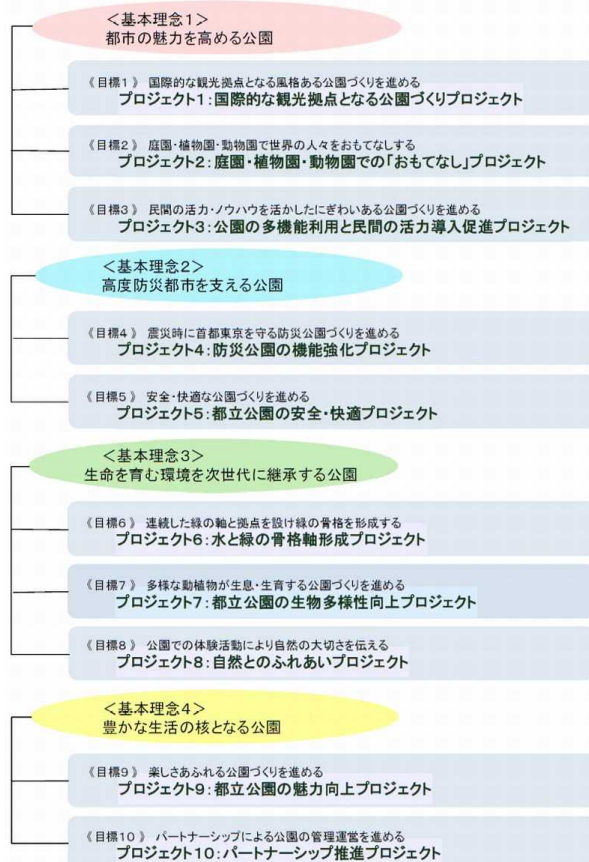 ＜基本理念１＞
都市の魅力を高める公園
《目標１》 国際的な観光拠点となる風格ある公園づくりを進める
プロジェクト１：国際的な観光拠点となる公園づくりプロジェクト
《目標２》 庭園・植物園・動物園で世界の人々をおもてなしする
プロジェクト２：庭園・植物園・動物園での「おもてなし」プロジェクト
《目標３》 民間の活力・ノウハウを活かしたにぎわいある公園づくりを進める
プロジェクト３：公園の多機能利用と民間の活力導入促進プロジェクト
＜基本理念２＞
高度防災都市を支える公園
《目標４》 震災時に首都東京を守る防災公園づくりを進める
プロジェクト４：防災公園の機能強化プロジェクト
《目標５》 安全・快適な公園づくりを進める
プロジェクト５：都立公園の安全・快適プロジェクト
＜基本理念３＞
生命を育む環境を次世代に継承する公園
《目標６》 連続した緑の軸と拠点を設け緑の骨格を形成する
プロジェクト６：水と緑の骨格軸形成プロジェクト
《目標７》 多様な動植物が生息・生育する公園づくりを進める
プロジェクト７：都立公園の生物多様性向上プロジェクト
《目標８》 公園での体験活動により自然の大切さを伝える
プロジェクト８：自然とのふれあいプロジェクト
＜基本理念４＞
豊かな生活の核となる公園
《目標９》 楽しさあふれる公園づくりを進める
プロジェクト９：都立公園の魅力向上プロジェクト
《目標１０》 パートナーシップによる公園の管理運営を進める
プロジェクト１０：パートナーシップ推進プロジェクト